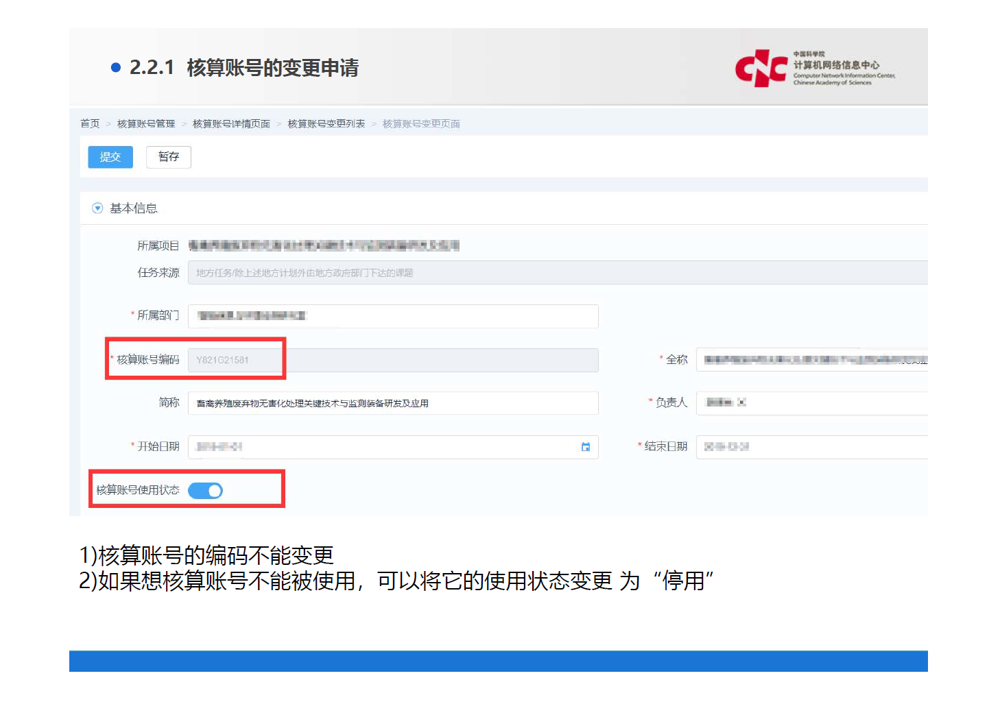 2.2.1 核算账号的变更申请
中国科学院
计算机网络信息中心
Computer Network Information Center,
Chinese Academy of Sciences
首页 > 核算账号管理 > 核算账号详情页面 > 核算账号变更列表 > 核算账号变更页面
提交 暂存
基本信息
所属项目
任务来源 地方任务/除上述地方计划外由地方政府部门下达的课题
* 所属部门
* 核算账号编码 Y821G21581 * 全称
简称 畜禽养殖废弃物无害化处理关键技术与监测装备研发及应用 * 负责人
* 开始日期 * 结束日期
核算账号使用状态
1)核算账号的编码不能变更
2)如果想核算账号不能被使用，可以将它的使用状态变更 为“停用”